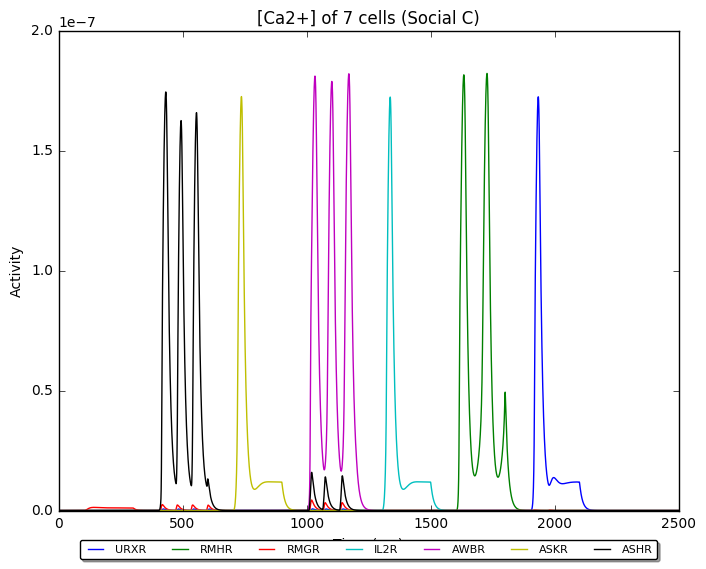 [Ca2+] of 7 cells (Social C)
1e−7
2.0
1.5
1.0
0.5
0.0
Activity
0 500 1000 1500 2000 2500
URXR RMHR RMGR IL2R AWBR ASKR ASHR